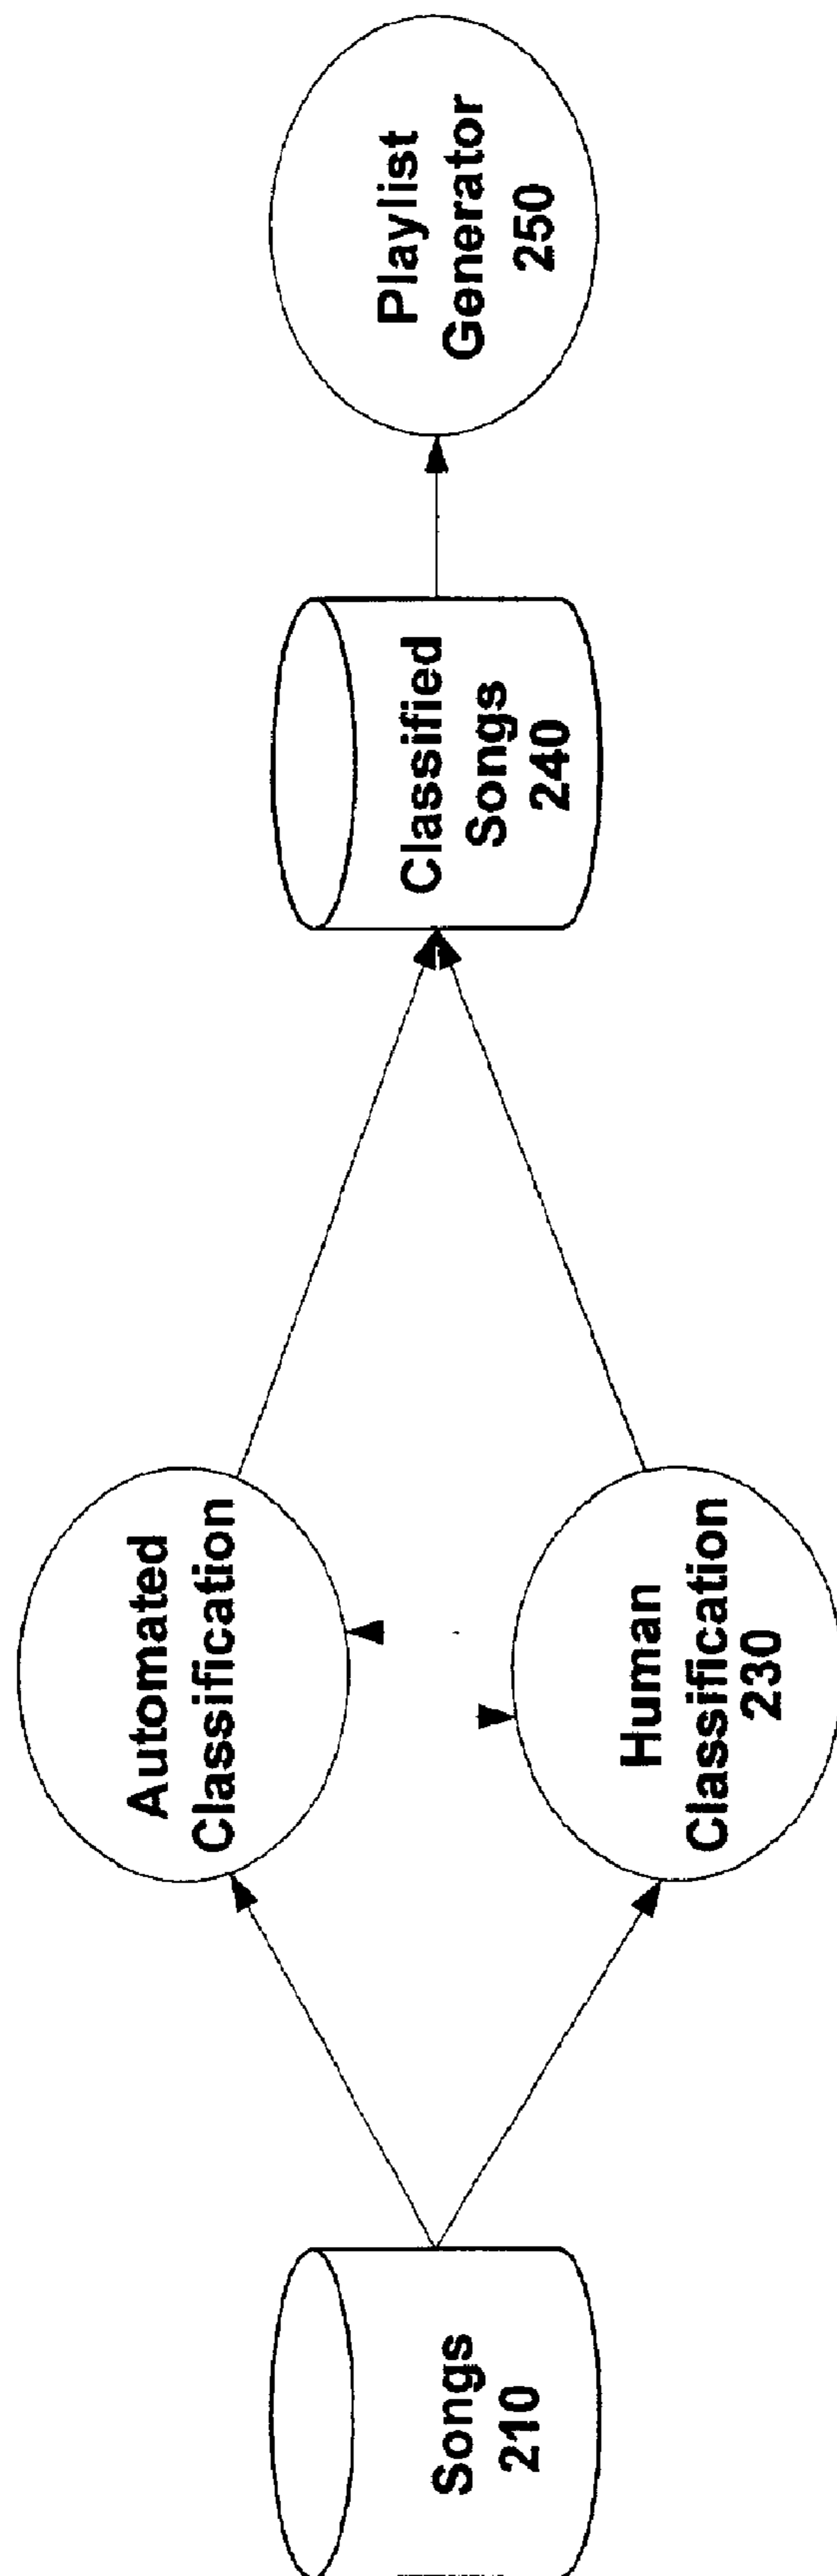 Songs
210
Automated
Classification
Human
Classification
230
Classified
Songs
240
Playlist
Generator
250